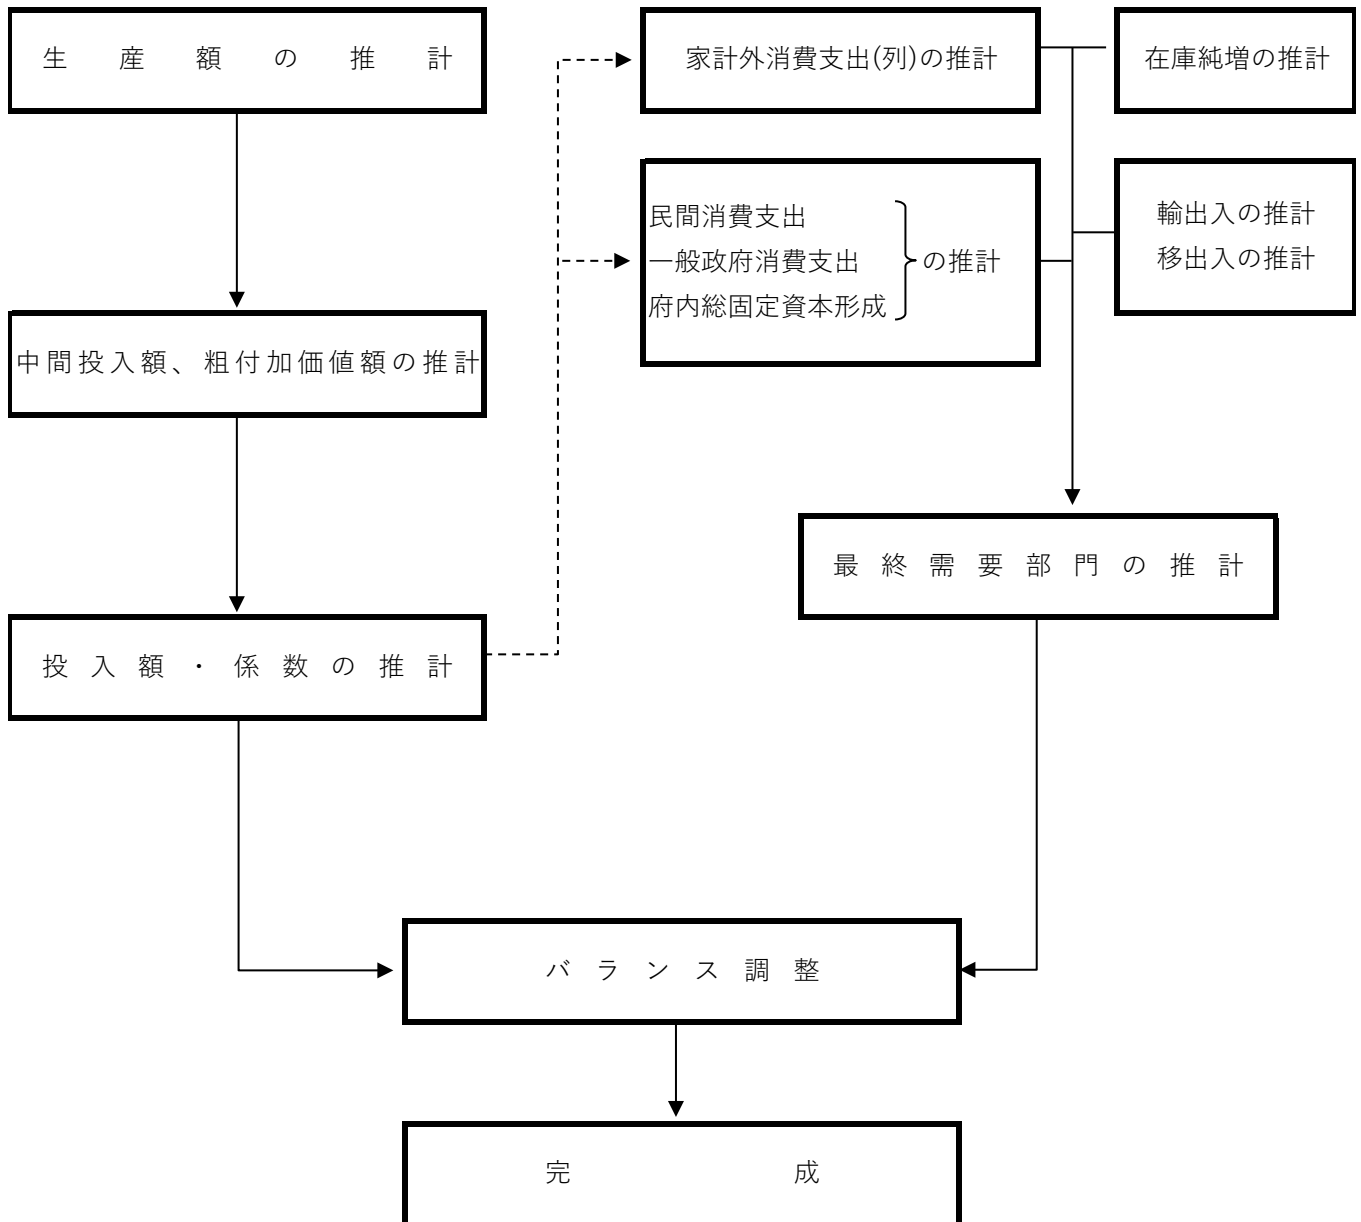 生産額の推計
家計外消費支出(列)の推計
在庫純増の推計
民間消費支出
一般政府消費支出
府内総固定資本形成
の推計
輸出入の推計
移出入の推計
中間投入額、粗付加価値額の推計
最終需要部門の推計
投入額・係数の推計
バランス調整
完成